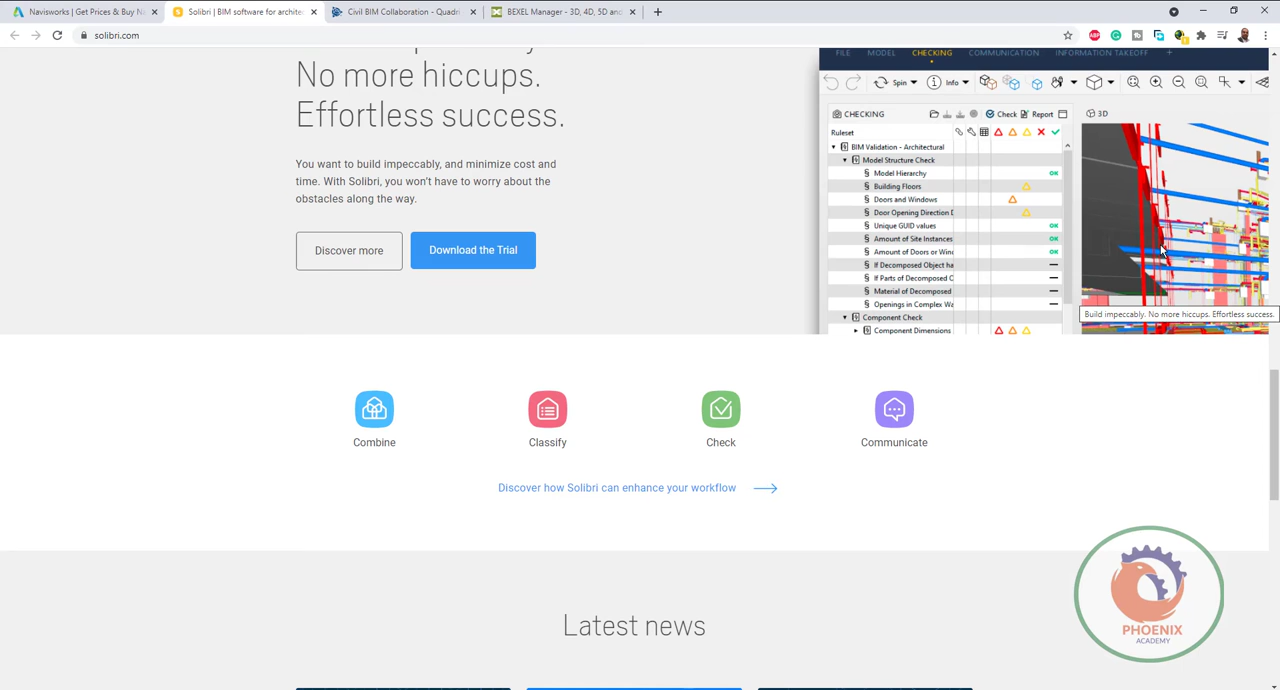 Navisworks | Get Prices & Buy N
Solibri | BIM software for archite
Civil BIM Collaboration - Quadri
BEXEL Manager - 3D, 4D, 5D and
solibri.com
No more hiccups.
Effortless success.
You want to build impeccably, and minimize cost and
time. With Solibri, you won't have to worry about the
obstacles along the way.
Discover more
Download the Trial
FILE MODEL CHECKING COMMUNICATION INFORMATION TAKEOFF +
Spin
Info
CHECKING
Check
Report
3D
Ruleset
BIM Validation - Architectural
Model Structure Check
Model Hierarchy
OK
Building Floors
Doors and Windows
Door Opening Direction D
Unique GUID values
OK
Amount of Site Instances
OK
Amount of Doors or Wind
OK
If Decomposed Object ha
If Parts of Decomposed C
Material of Decomposed
Openings in Complex Wa
Component Check
Component Dimensions
Build impeccably. No more hiccups. Effortless success.
Combine
Classify
Check
Communicate
Discover how Solibri can enhance your workflow
Latest news
PHOENIX
ACADEMY